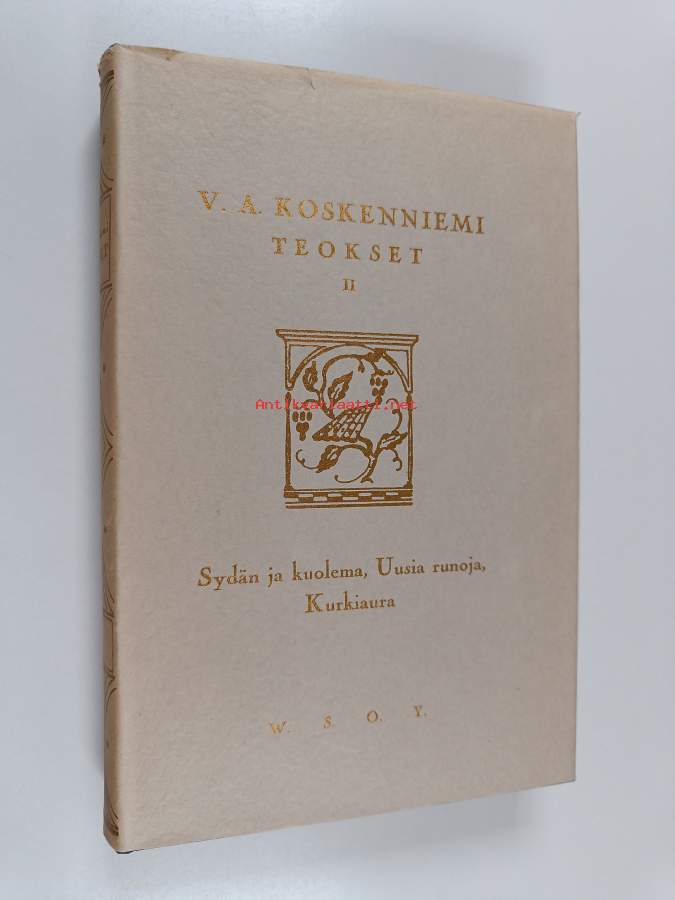 V. A. KOSKENNIEMI
TEOKSET
II
Antikvariaatti.net
Sydän ja kuolema, Uusia runoja,
Kurkiaura
W. S. O. Y.